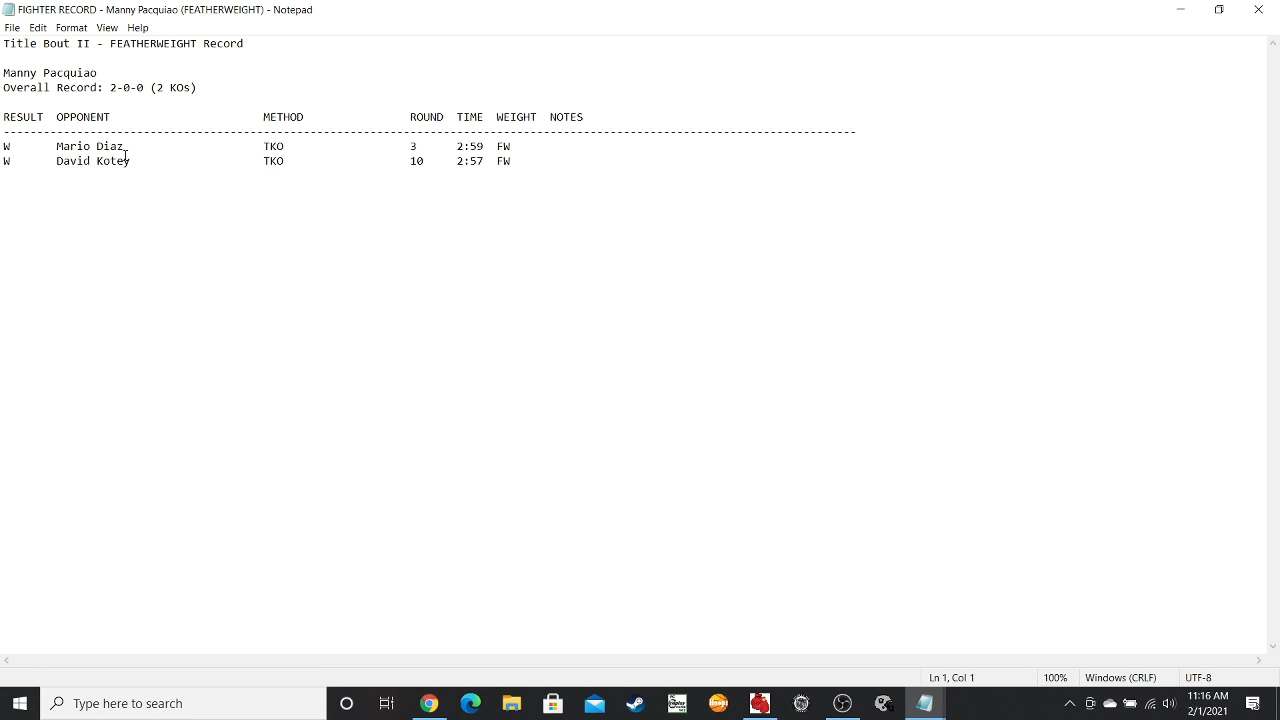 FIGHTER RECORD - Manny Pacquiao (FEATHERWEIGHT) - Notepad
File Edit Format View Help
Title Bout II - FEATHERWEIGHT Record
Manny Pacquiao
Overall Record: 2-0-0 (2 KOs)
RESULT OPPONENT METHOD ROUND TIME WEIGHT NOTES
W Mario Diaz TKO 3 2:59 FW
W David Kotey TKO 10 2:57 FW
Ln 1, Col 1 100% Windows (CRLF) UTF-8
Type here to search
11:16 AM
2/1/2021